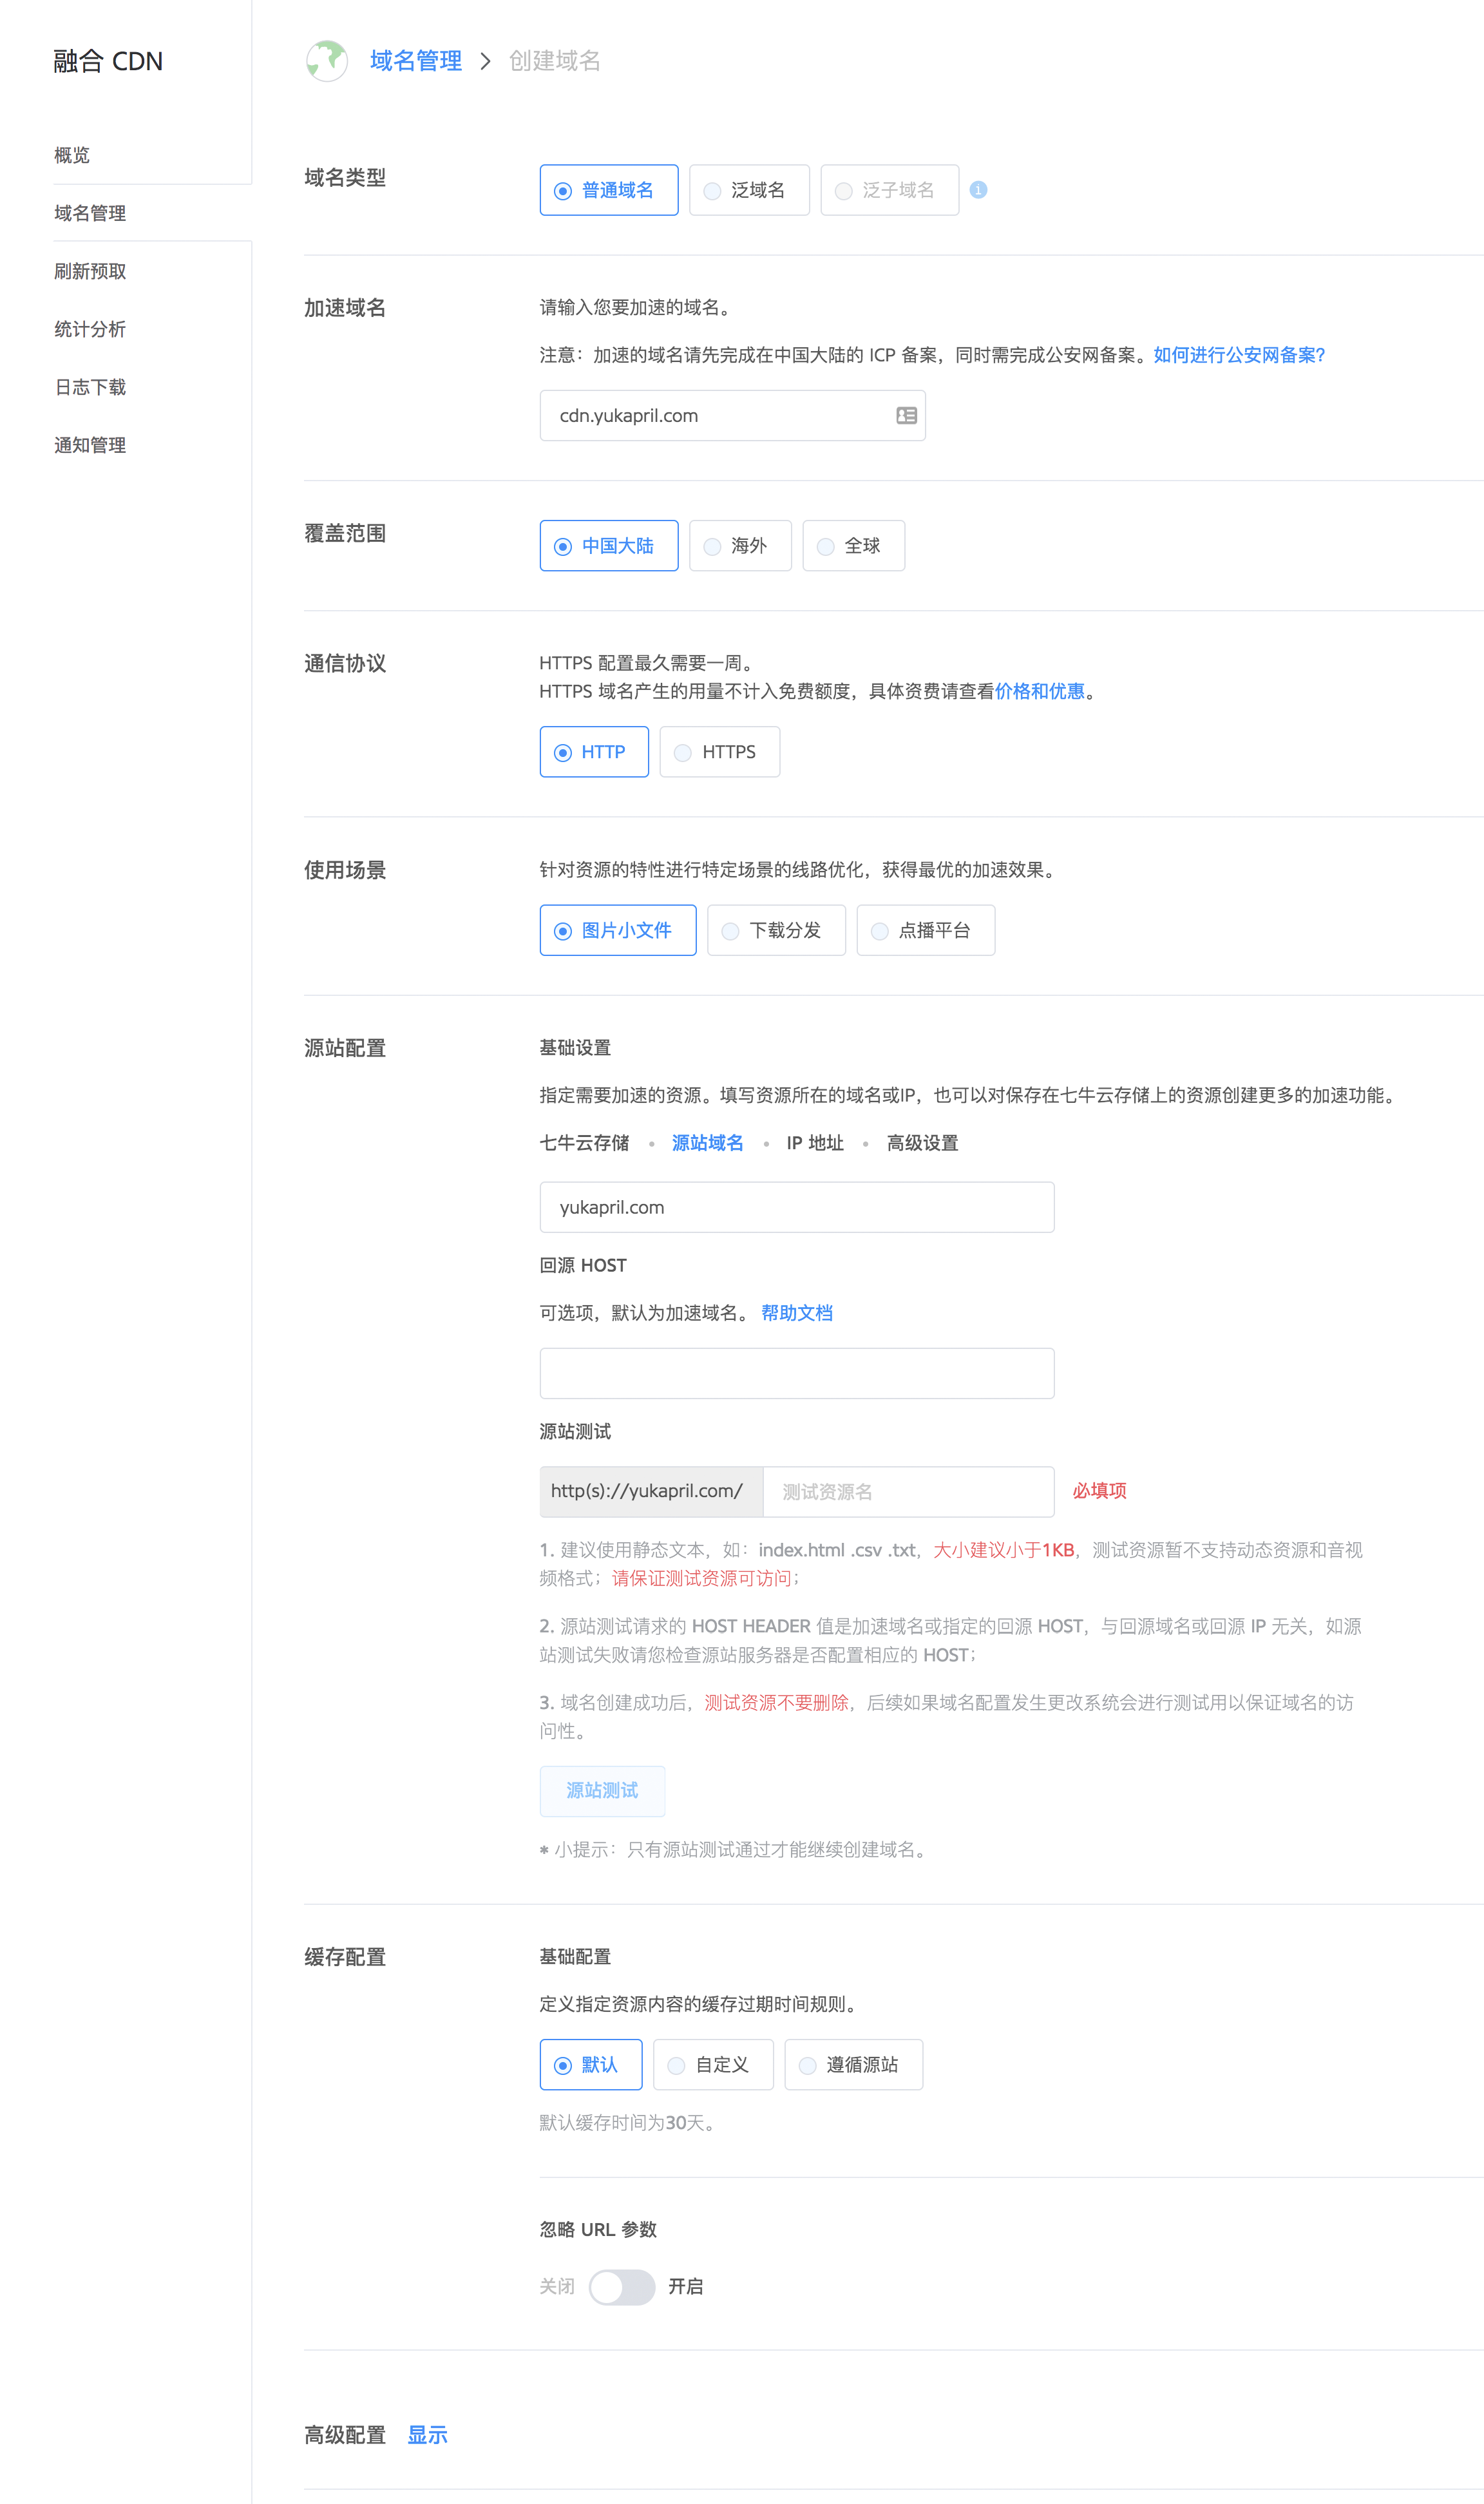 融合 CDN
概览
域名管理
刷新预取
统计分析
日志下载
通知管理
域名管理 > 创建域名
域名类型
普通域名
泛域名
泛子域名
i
加速域名
请输入您要加速的域名。
注意：加速的域名请先完成在中国大陆的 ICP 备案，同时需完成公安网备案。如何进行公安网备案?
cdn.yukapril.com
覆盖范围
中国大陆
海外
全球
通信协议
HTTPS 配置最久需要一周。
HTTPS 域名产生的用量不计入免费额度，具体资费请查看价格和优惠。
HTTP
HTTPS
使用场景
针对资源的特性进行特定场景的线路优化，获得最优的加速效果。
图片小文件
下载分发
点播平台
源站配置
基础设置
指定需要加速的资源。填写资源所在的域名或IP，也可以对保存在七牛云存储上的资源创建更多的加速功能。
七牛云存储 • 源站域名 • IP 地址 • 高级设置
yukapril.com
回源 HOST
可选项，默认为加速域名。 帮助文档
源站测试
http(s)://yukapril.com/ 测试资源名 必填项
1. 建议使用静态文本，如：index.html .csv .txt，大小建议小于1KB，测试资源暂不支持动态资源和音视
频格式；请保证测试资源可访问；
2. 源站测试请求的 HOST HEADER 值是加速域名或指定的回源 HOST，与回源域名或回源 IP 无关，如源
站测试失败请您检查源站服务器是否配置相应的 HOST；
3. 域名创建成功后，测试资源不要删除，后续如果域名配置发生更改系统会进行测试用以保证域名的访
问性。
源站测试
* 小提示：只有源站测试通过才能继续创建域名。
缓存配置
基础配置
定义指定资源内容的缓存过期时间规则。
默认
自定义
遵循源站
默认缓存时间为30天。
忽略 URL 参数
关闭 开启
高级配置 显示